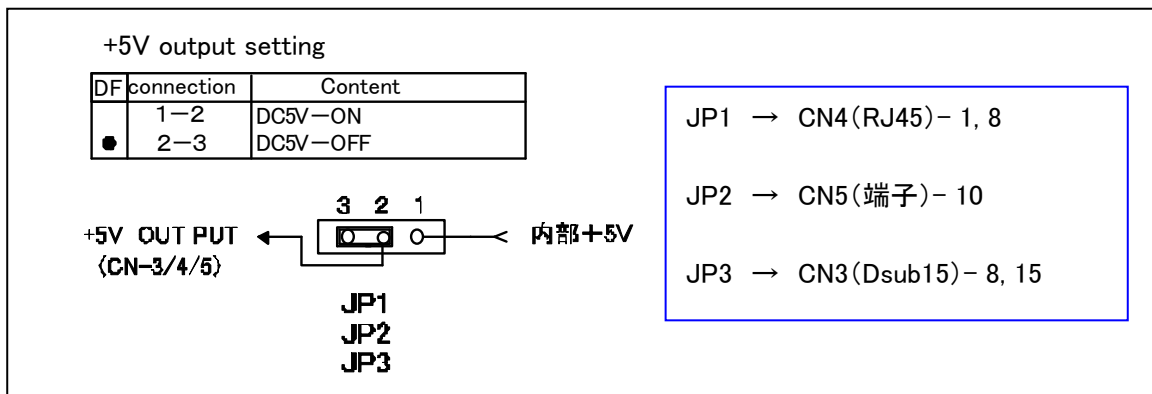 +5V output setting
DF connection Content
1－2 DC5V－ON
● 2－3 DC5V－OFF
3 2 1
+5V OUT PUT
(CN-3/4/5)
内部＋5V
JP1
JP2
JP3
JP1 → CN4(RJ45)- 1, 8
JP2 → CN5(端子)- 10
JP3 → CN3(Dsub15)- 8, 15